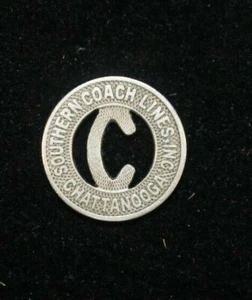 SOUTHERN COACH LINES, INC.
C
CHATTANOOGA